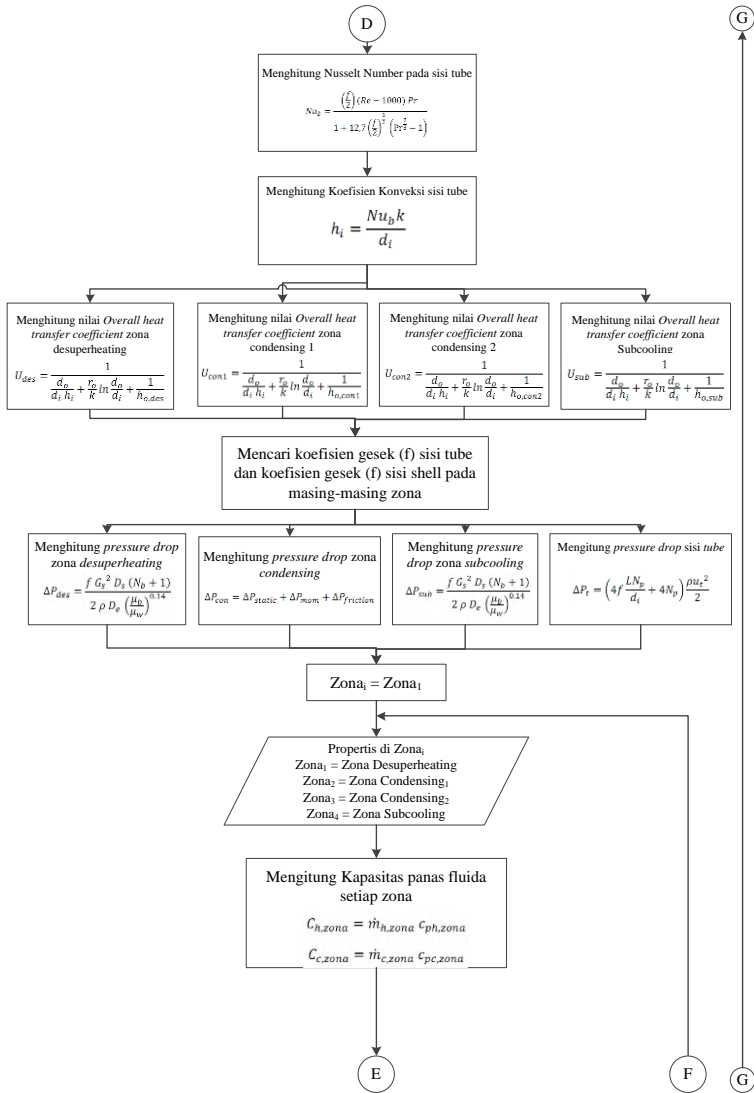 D
G
Menghitung Nusselt Number pada sisi tube
Nu_b = ((f/2) (Re − 1000) Pr) / (1 + 12,7 (f/2)^(1/2) (Pr^(2/3) − 1))
Menghitung Koefisien Konveksi sisi tube
h_i = (Nu_b k) / d_i
Menghitung nilai Overall heat
transfer coefficient zona
desuperheating
U_des = 1 / (d_o/(d_i h_i) + (r_o/k) ln (d_o/d_i) + 1/h_o,des)
Menghitung nilai Overall heat
transfer coefficient zona
condensing 1
U_con1 = 1 / (d_o/(d_i h_i) + (r_o/k) ln (d_o/d_i) + 1/h_o,con1)
Menghitung nilai Overall heat
transfer coefficient zona
condensing 2
U_con2 = 1 / (d_o/(d_i h_i) + (r_o/k) ln (d_o/d_i) + 1/h_o,con2)
Menghitung nilai Overall heat
transfer coefficient zona
Subcooling
U_sub = 1 / (d_o/(d_i h_i) + (r_o/k) ln (d_o/d_i) + 1/h_o,sub)
Mencari koefisien gesek (f) sisi tube
dan koefisien gesek (f) sisi shell pada
masing-masing zona
Menghitung pressure drop
zona desuperheating
ΔP_des = (f G_s² D_s (N_b + 1)) / (2 ρ D_e (μ_b/μ_w)^0.14)
Menghitung pressure drop zona
condensing
ΔP_con = ΔP_static + ΔP_mom + ΔP_friction
Menghitung pressure
drop zona subcooling
ΔP_sub = (f G_s² D_s (N_b + 1)) / (2 ρ D_e (μ_b/μ_w)^0.14)
Mengitung pressure drop sisi tube
ΔP_t = (4f (LN_p/d_i) + 4N_p) (ρu_t²/2)
Zona_i = Zona_1
Propertis di Zona_i
Zona_1 = Zona Desuperheating
Zona_2 = Zona Condensing_1
Zona_3 = Zona Condensing_2
Zona_4 = Zona Subcooling
Mengitung Kapasitas panas fluida
setiap zona
C_h,zona = ṁ_h,zona c_ph,zona
C_c,zona = ṁ_c,zona c_pc,zona
E
F
G